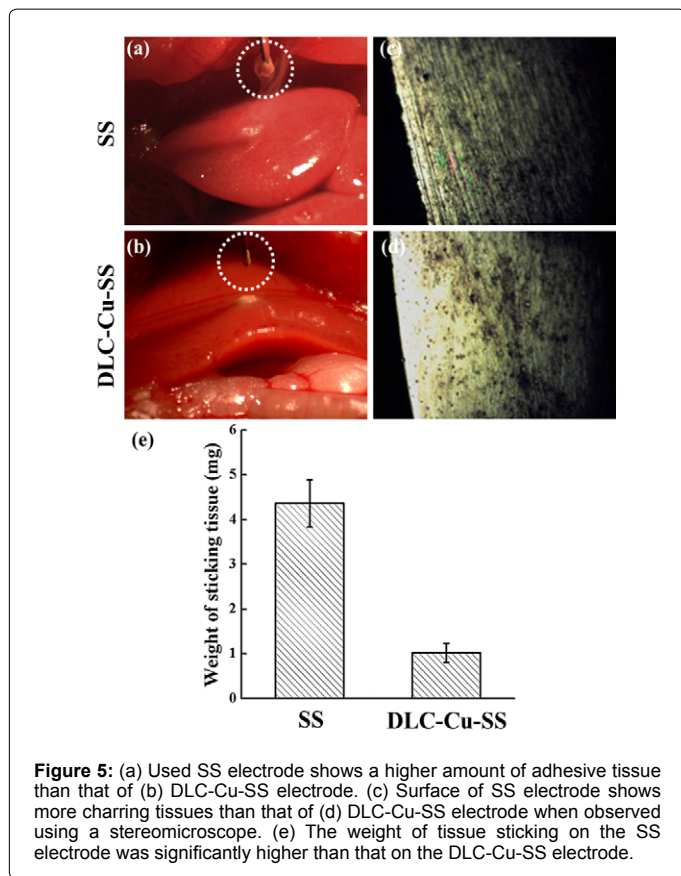 (a)
(c)
SS
(b)
(d)
DLC-Cu-SS
(e)
6
5
4
3
2
1
0
Weight of sticking tissue (mg)
SS
DLC-Cu-SS
Figure 5: (a) Used SS electrode shows a higher amount of adhesive tissue
than that of (b) DLC-Cu-SS electrode. (c) Surface of SS electrode shows
more charring tissues than that of (d) DLC-Cu-SS electrode when observed
using a stereomicroscope. (e) The weight of tissue sticking on the SS
electrode was significantly higher than that on the DLC-Cu-SS electrode.